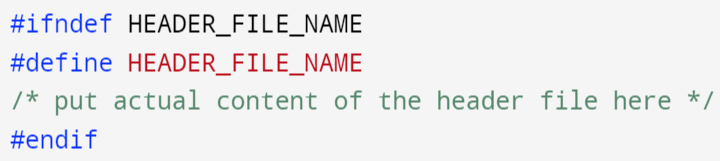 #ifndef HEADER_FILE_NAME
#define HEADER_FILE_NAME
/* put actual content of the header file here */
#endif